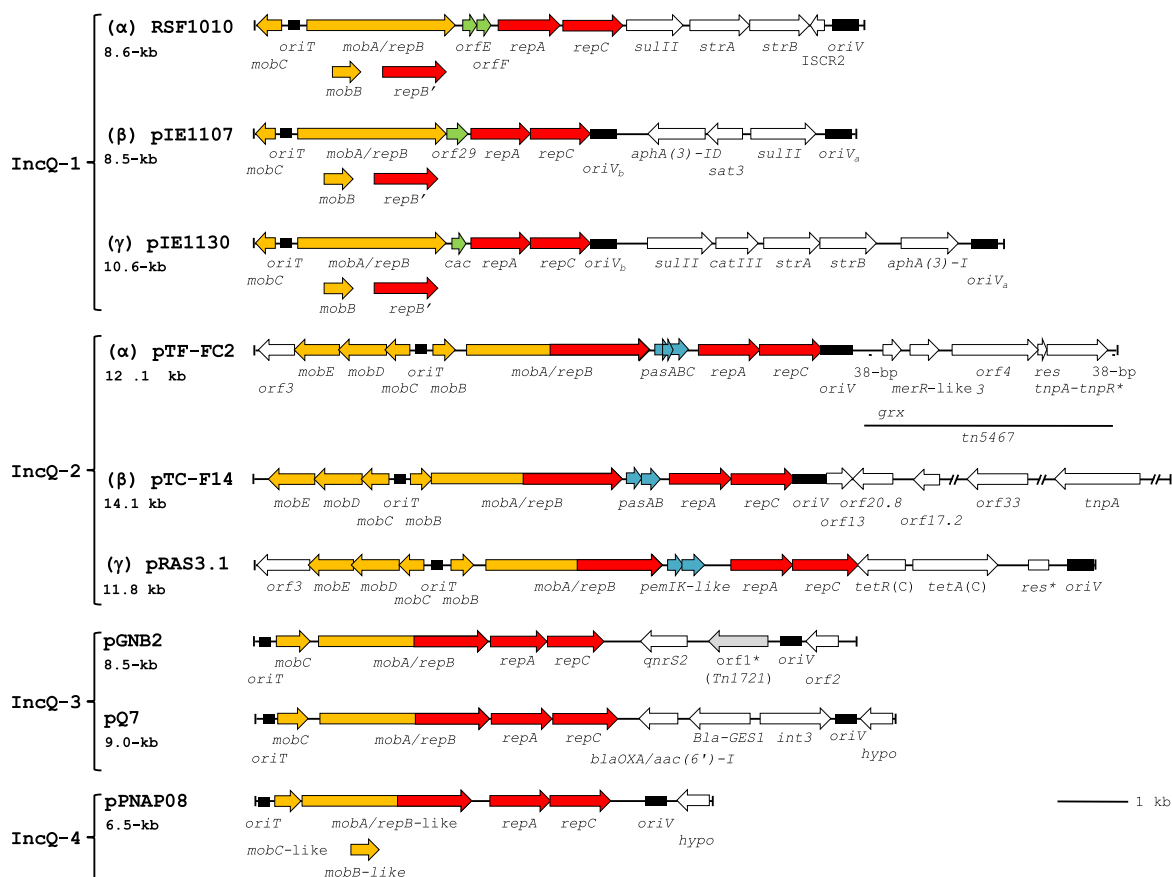 (α) RSF1010
8.6-kb
oriT mobA/repB orfE repA repC sulII strA strB oriV
mobC orfF ISCR2
mobB repB'
(β) pIE1107
8.5-kb
oriT mobA/repB orf29 repA repC oriVb aphA(3)-ID sulII oriVa
mobC sat3
mobB repB'
IncQ-1
(γ) pIE1130
10.6-kb
oriT mobA/repB cac repA repC oriVb sulII catIII strA strB aphA(3)-I
mobC oriVa
mobB repB'
(α) pTF-FC2
12 .1 kb
orf3 mobE mobD mobC oriT mobB mobA/repB pasABC repA repC oriV 38-bp merR-like 3 orf4 res 38-bp
tnpA-tnpR*
grx
tn5467
IncQ-2
(β) pTC-F14
14.1 kb
mobE mobD mobC oriT mobB mobA/repB pasAB repA repC oriV orf20.8 orf33 tnpA
orf13 orf17.2
(γ) pRAS3.1
11.8 kb
orf3 mobE mobD mobC oriT mobB mobA/repB pemIK-like repA repC tetR(C) tetA(C) res* oriV
pGNB2
8.5-kb
mobC mobA/repB repA repC qnrS2 orf1* oriV orf2
oriT (Tn1721)
IncQ-3
pQ7
9.0-kb
mobC mobA/repB repA repC Bla-GES1 int3 oriV hypo
oriT blaOXA/aac(6')-I
pPNAP08
6.5-kb
oriT mobA/repB-like repA repC oriV hypo
1 kb
IncQ-4
mobC-like
mobB-like